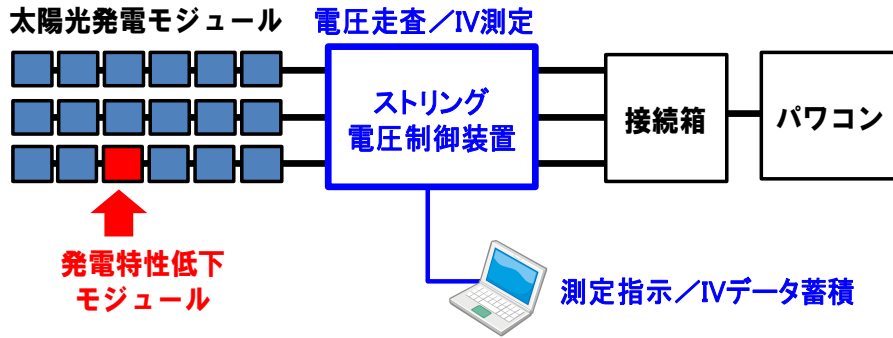 太陽光発電モジュール
電圧走査／IV測定
ストリング
電圧制御装置
接続箱
パワコン
発電特性低下
モジュール
測定指示／IVデータ蓄積